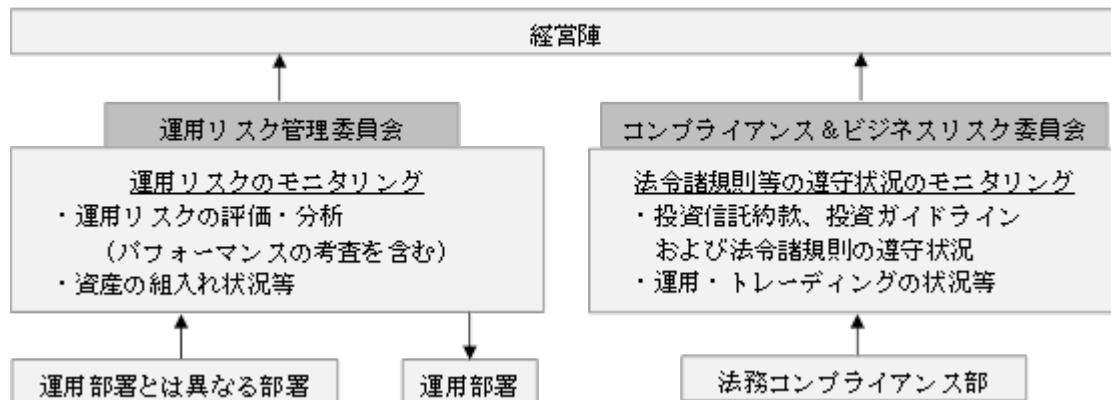 経営陣
運用リスク管理委員会
運用リスクのモニタリング
・運用リスクの評価・分析
（パフォーマンスの考査を含む）
・資産の組入れ状況等
運用部署とは異なる部署
運用部署
コンプライアンス＆ビジネスリスク委員会
法令諸規則等の遵守状況のモニタリング
・投資信託約款、投資ガイドライン
および法令諸規則の遵守状況
・運用・トレーディングの状況等
法務コンプライアンス部